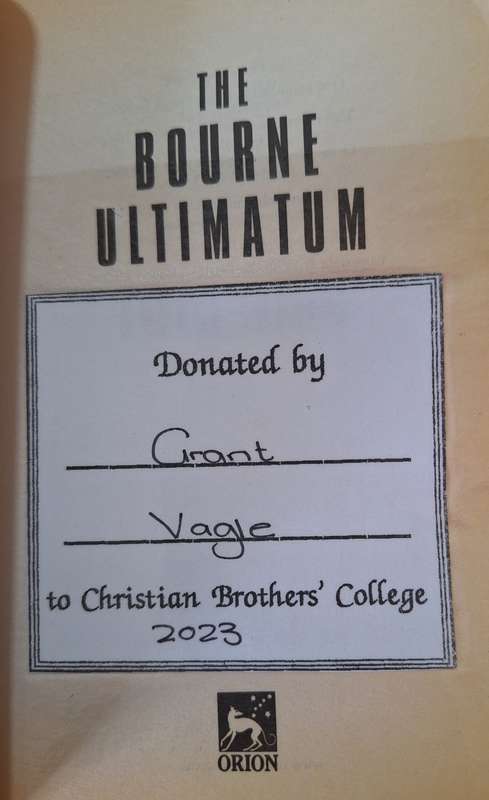 THE
BOURNE
ULTIMATUM
Donated by
Grant
Vagle
to Christian Brothers' College
2023
ORION